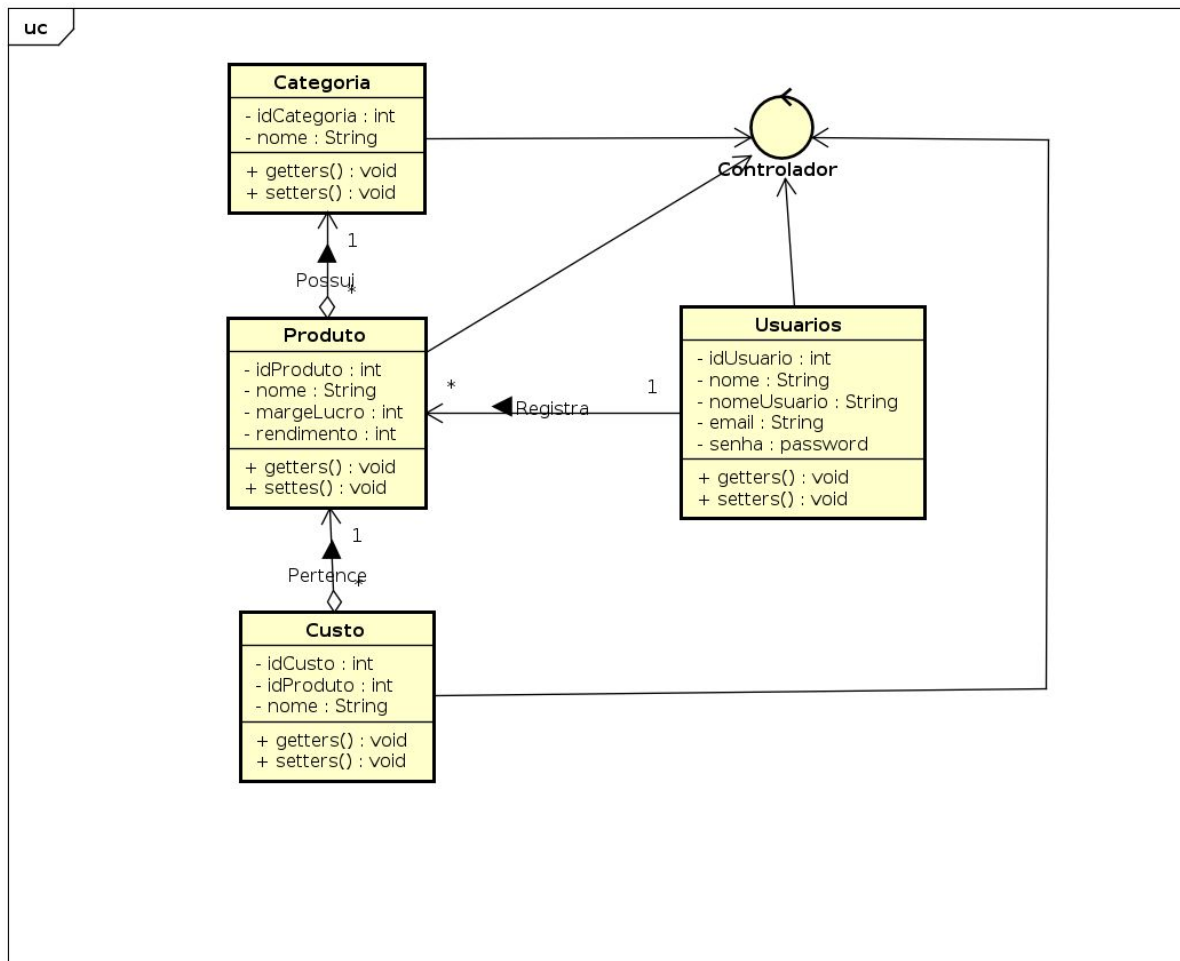 uc
Categoria
- idCategoria : int
- nome : String
+ getters() : void
+ setters() : void
Controlador
1
Possui
*
Produto
- idProduto : int
- nome : String
- margeLucro : int
- rendimento : int
+ getters() : void
+ settes() : void
*
Registra
1
Usuarios
- idUsuario : int
- nome : String
- nomeUsuario : String
- email : String
- senha : password
+ getters() : void
+ setters() : void
1
Pertence
*
Custo
- idCusto : int
- idProduto : int
- nome : String
+ getters() : void
+ setters() : void